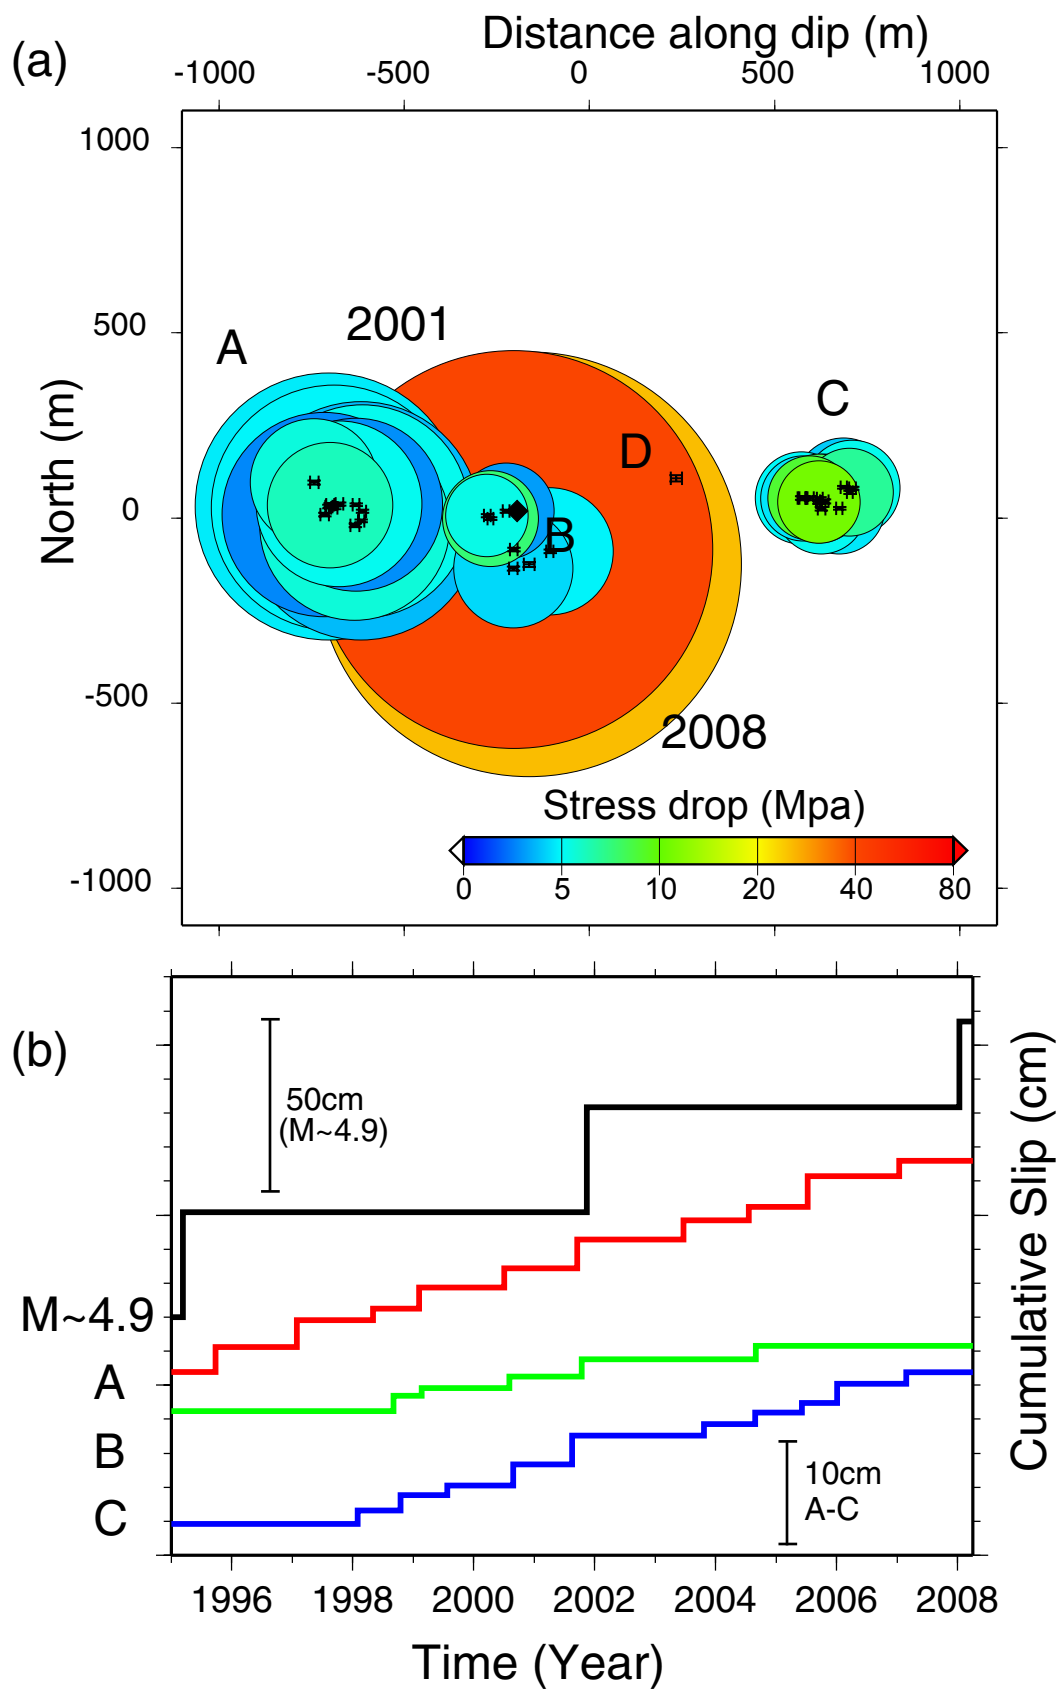 (a)
Distance along dip (m)
-1000 -500 0 500 1000
1000
500
0
-500
-1000
North (m)
A
2001
C
D
B
2008
Stress drop (Mpa)
0 5 10 20 40 80
(b)
50cm
(M~4.9)
M~4.9
A
B
C
10cm
A-C
Cumulative Slip (cm)
1996 1998 2000 2002 2004 2006 2008
Time (Year)